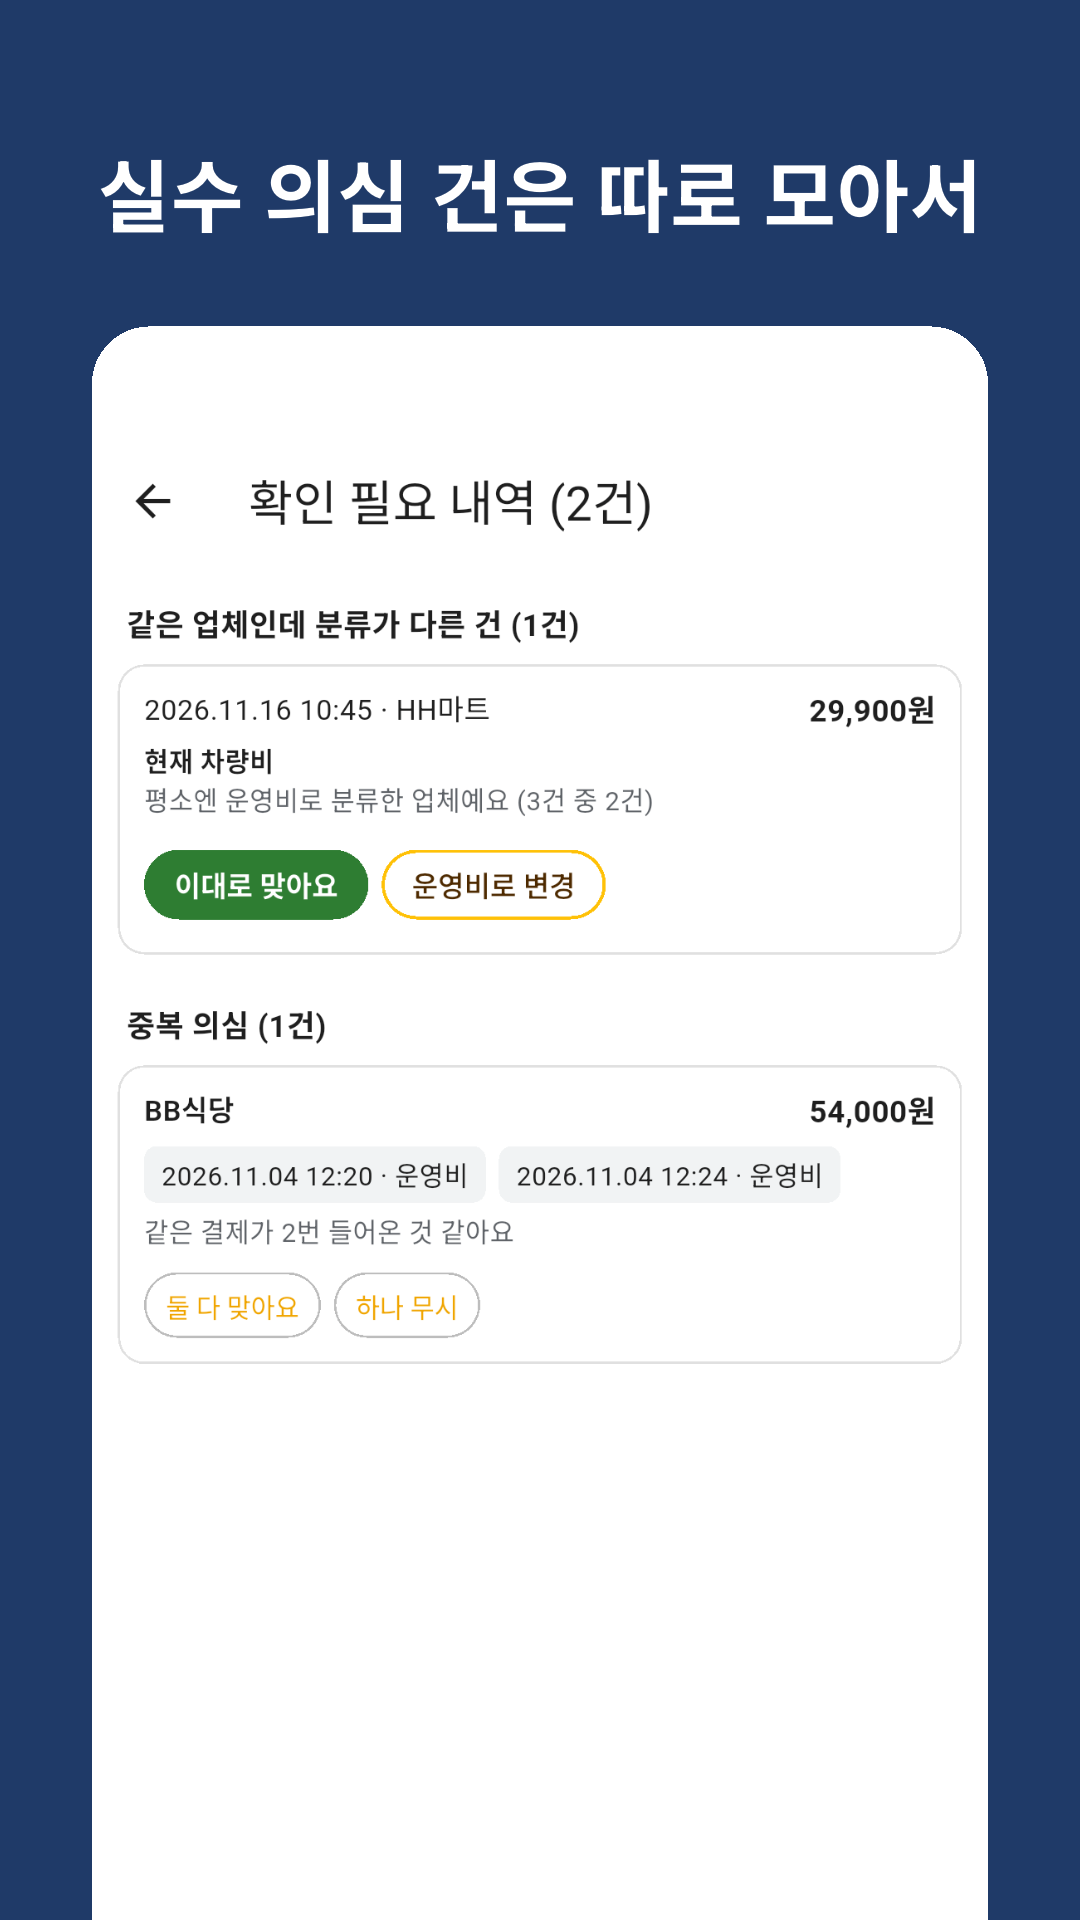 실수 의심 건은 따로 모아서
확인 필요 내역 (2건)
같은 업체인데 분류가 다른 건 (1건)
2026.11.16 10:45 · HH마트 29,900원
현재 차량비
평소엔 운영비로 분류한 업체예요 (3건 중 2건)
이대로 맞아요 운영비로 변경
중복 의심 (1건)
BB식당 54,000원
2026.11.04 12:20 · 운영비 2026.11.04 12:24 · 운영비
같은 결제가 2번 들어온 것 같아요
둘 다 맞아요 하나 무시